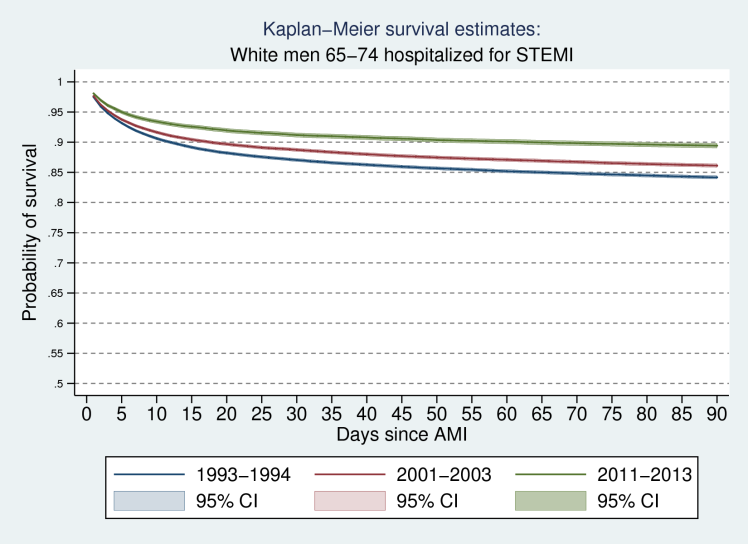 Kaplan−Meier survival estimates:
White men 65−74 hospitalized for STEMI
Probability of survival
1
.95
.9
.85
.8
.75
.7
.65
.6
.55
.5
0 5 10 15 20 25 30 35 40 45 50 55 60 65 70 75 80 85 90
Days since AMI
1993−1994 2001−2003 2011−2013
95% CI 95% CI 95% CI